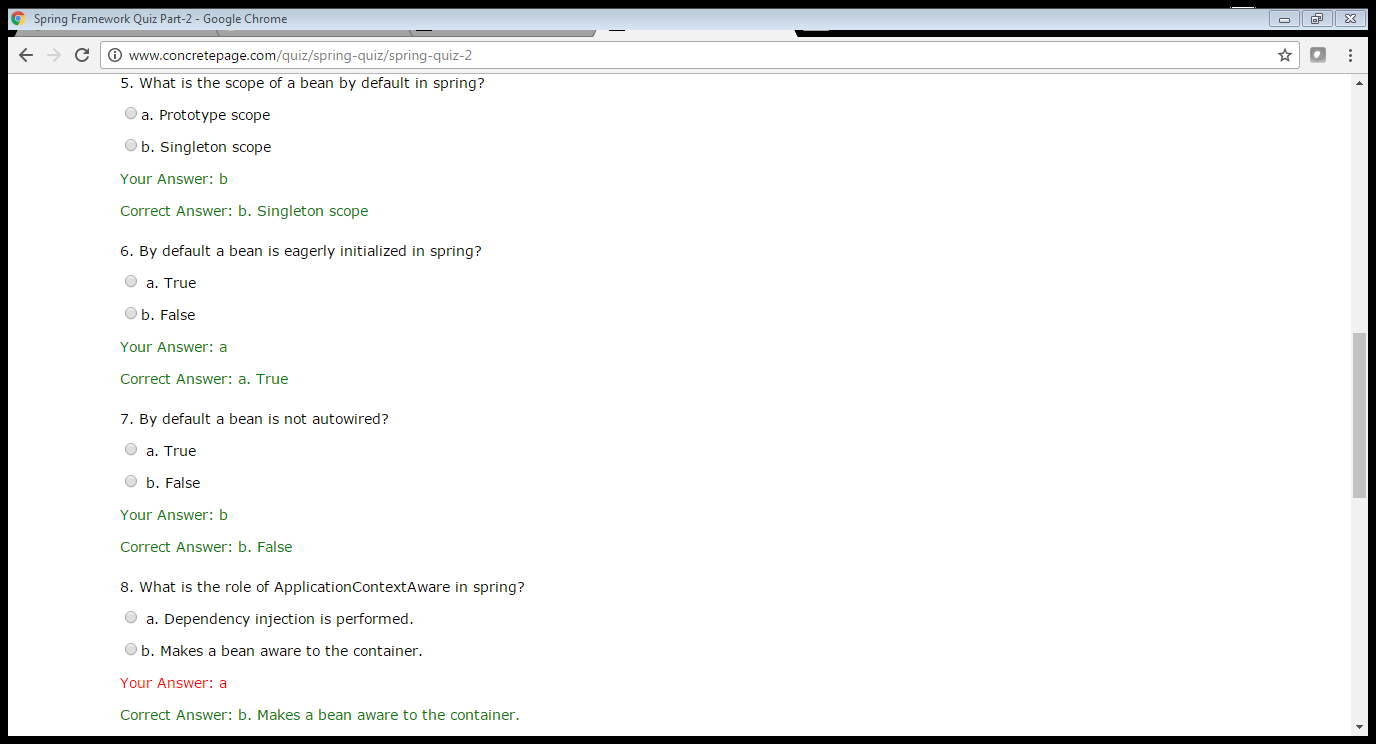 Spring Framework Quiz Part-2 - Google Chrome
www.concretepage.com/quiz/spring-quiz/spring-quiz-2
5. What is the scope of a bean by default in spring?
a. Prototype scope
b. Singleton scope
Your Answer: b
Correct Answer: b. Singleton scope
6. By default a bean is eagerly initialized in spring?
a. True
b. False
Your Answer: a
Correct Answer: a. True
7. By default a bean is not autowired?
a. True
b. False
Your Answer: b
Correct Answer: b. False
8. What is the role of ApplicationContextAware in spring?
a. Dependency injection is performed.
b. Makes a bean aware to the container.
Your Answer: a
Correct Answer: b. Makes a bean aware to the container.